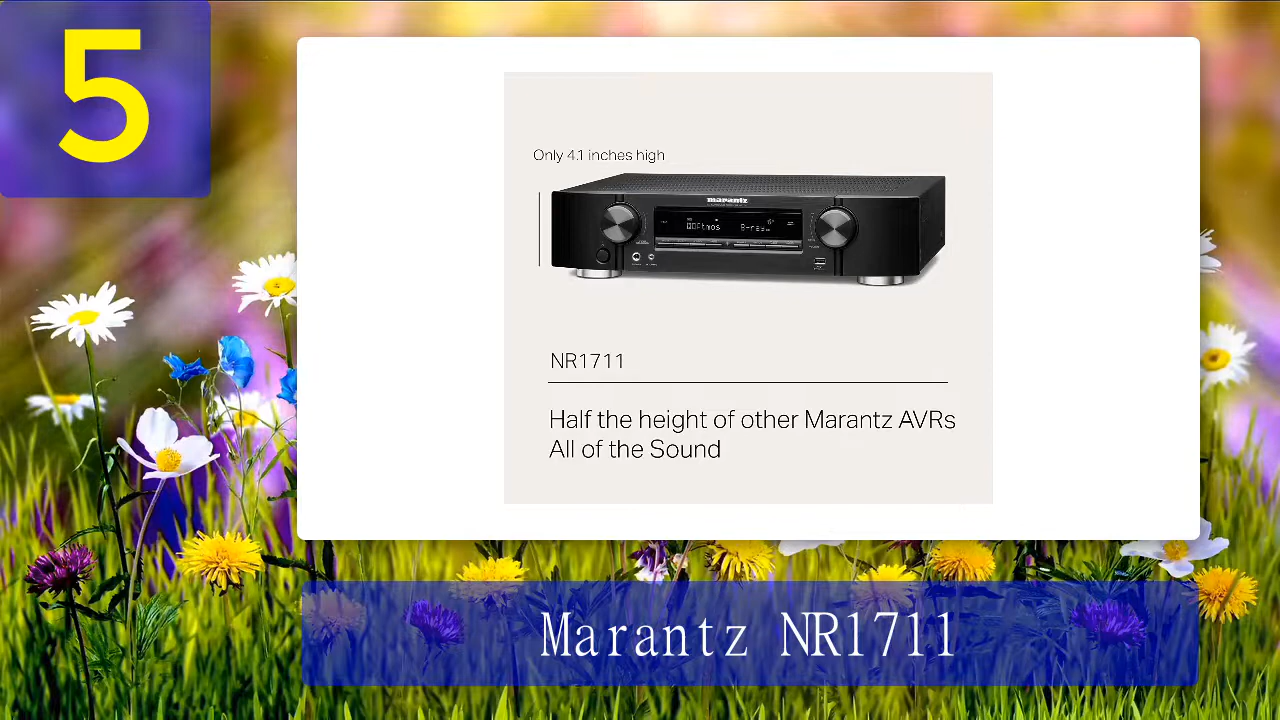 5
Only 4.1 inches high
marantz
NR1711
Half the height of other Marantz AVRs
All of the Sound
Marantz NR1711